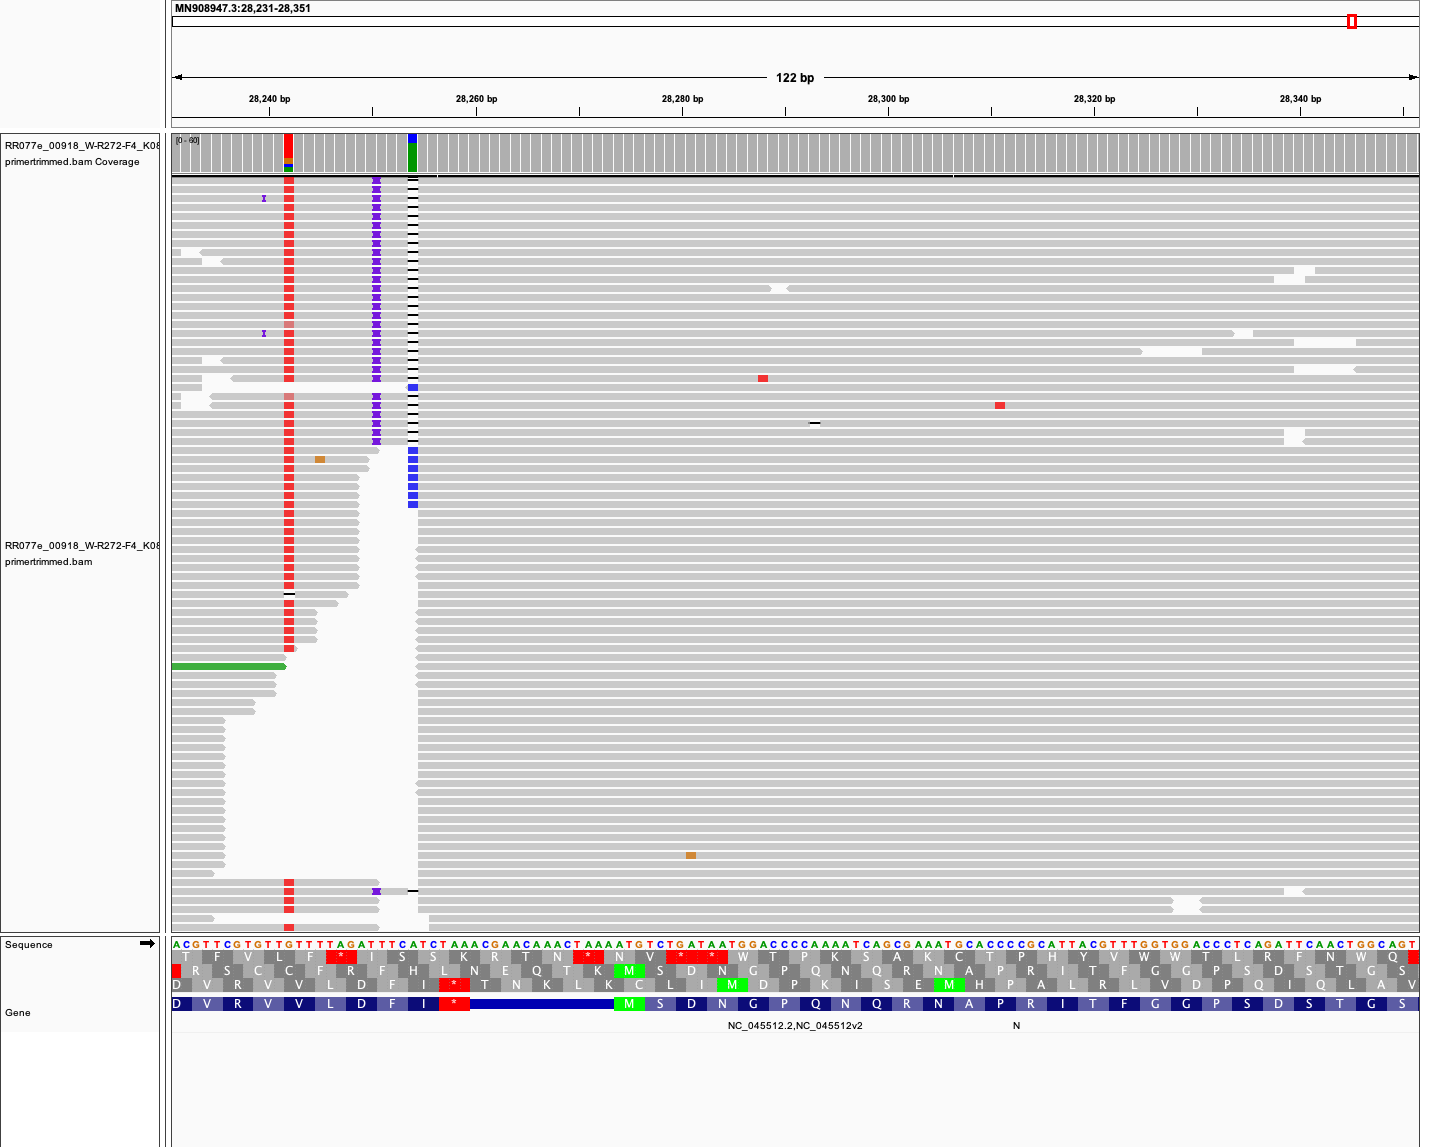 MN908947.3:28,231-28,351
122 bp
28,240 bp 28,260 bp 28,280 bp 28,300 bp 28,320 bp 28,340 bp
RR077e_00918_W-R272-F4_K08
primertrimmed.bam Coverage
[0 - 60]
RR077e_00918_W-R272-F4_K08
primertrimmed.bam
Sequence
ACGTTCGTGTTGTTTTAGATTTCATCTAAACGAACAAACTAAAATGTCTGATAATGGACCCCAAAATCAGCGAAATGCACCCCGCATTACGTTTGGTGGACCCTCAGATTCAACTGGCAGT
T F V L F * I S S K R T N * N V * * W T P K S A K C T P H Y V W W T L R F N W Q
R S C C F R F H L N E Q T K M S D N G P Q N Q R N A P R I T F G G P S D S T G S
D V R V V L D F I * T N K L K C L I M D P K I S E M H P A L R L V D P Q I Q L A V
Gene
D V R V V L D F I * M S D N G P Q N Q R N A P R I T F G G P S D S T G S
NC_045512.2,NC_045512v2 N